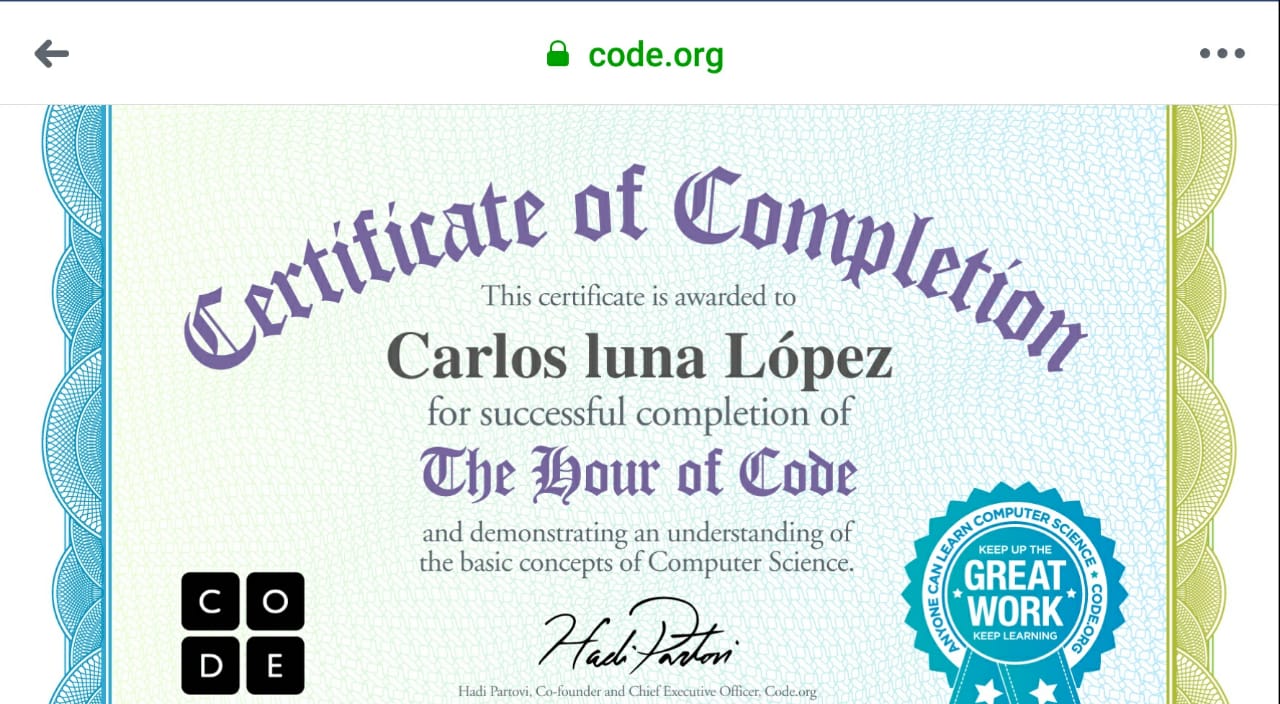 code.org
Certificate of Completion
This certificate is awarded to
Carlos luna López
for successful completion of
The Hour of Code
and demonstrating an understanding of
the basic concepts of Computer Science.
C O
D E
Hadi Partovi
Hadi Partovi, Co-founder and Chief Executive Officer, Code.org
ANYONE CAN LEARN COMPUTER SCIENCE ★ CODE.ORG
KEEP UP THE
GREAT
WORK
KEEP LEARNING